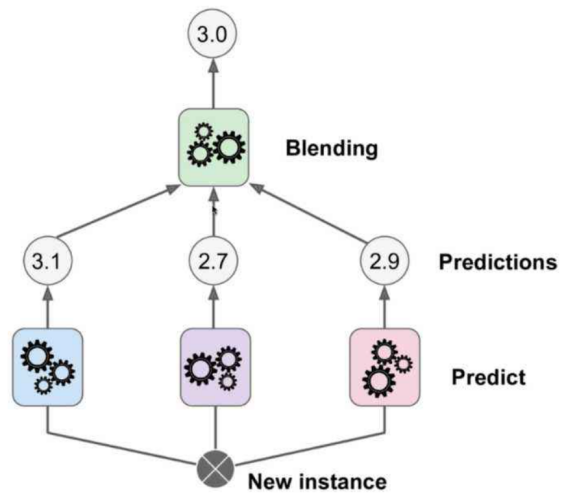 3.0
Blending
3.1
2.7
2.9
Predictions
Predict
New instance